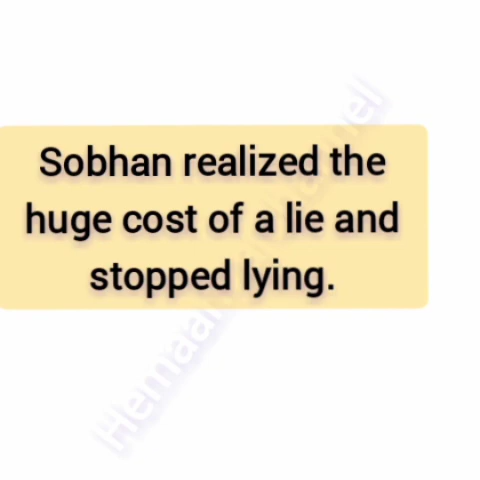 Sobhan realized the
huge cost of a lie and
stopped lying.